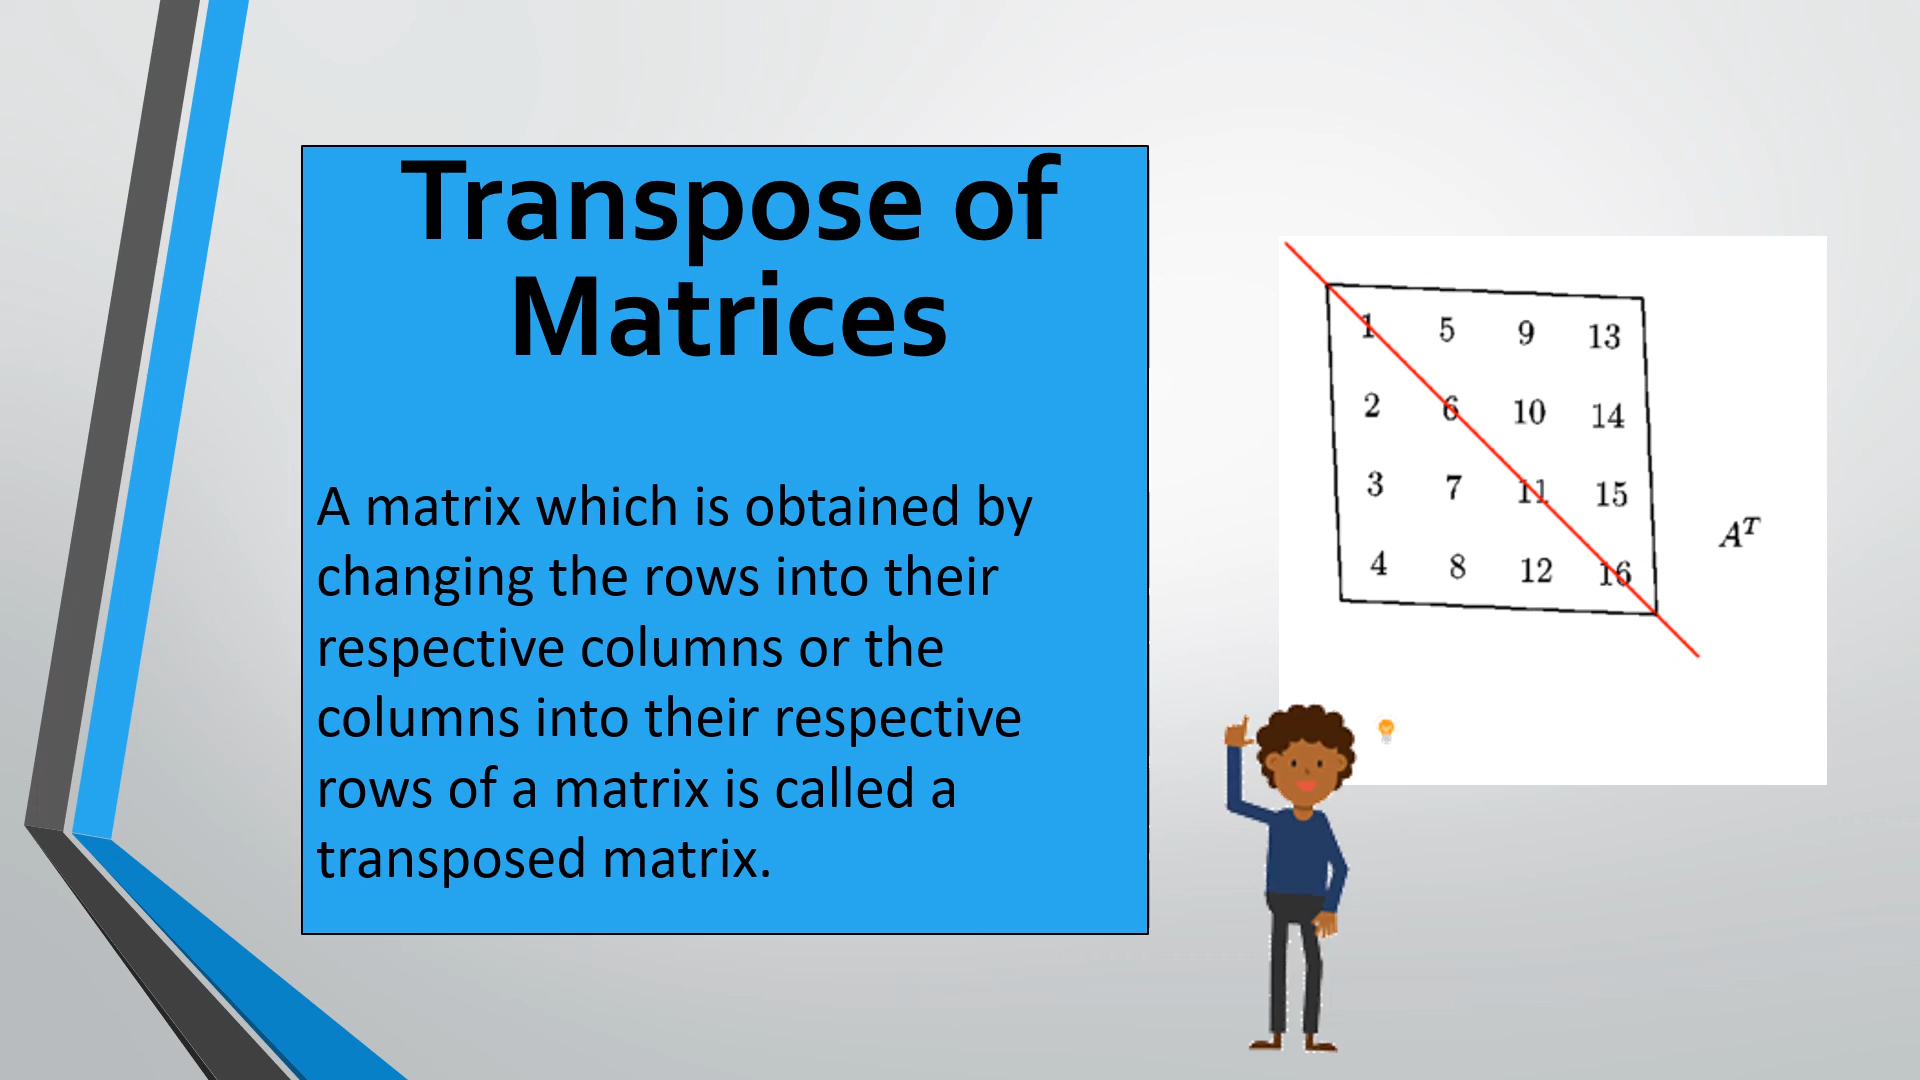 Transpose of
Matrices
A matrix which is obtained by
changing the rows into their
respective columns or the
columns into their respective
rows of a matrix is called a
transposed matrix.
1 5 9 13
2 6 10 14
3 7 11 15
4 8 12 16
A^T